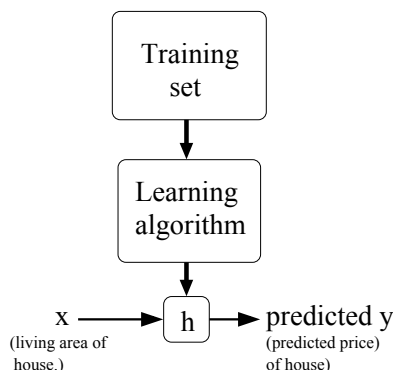 Training
set
Learning
algorithm
x
h
predicted y
(living area of
house.)
(predicted price)
of house)